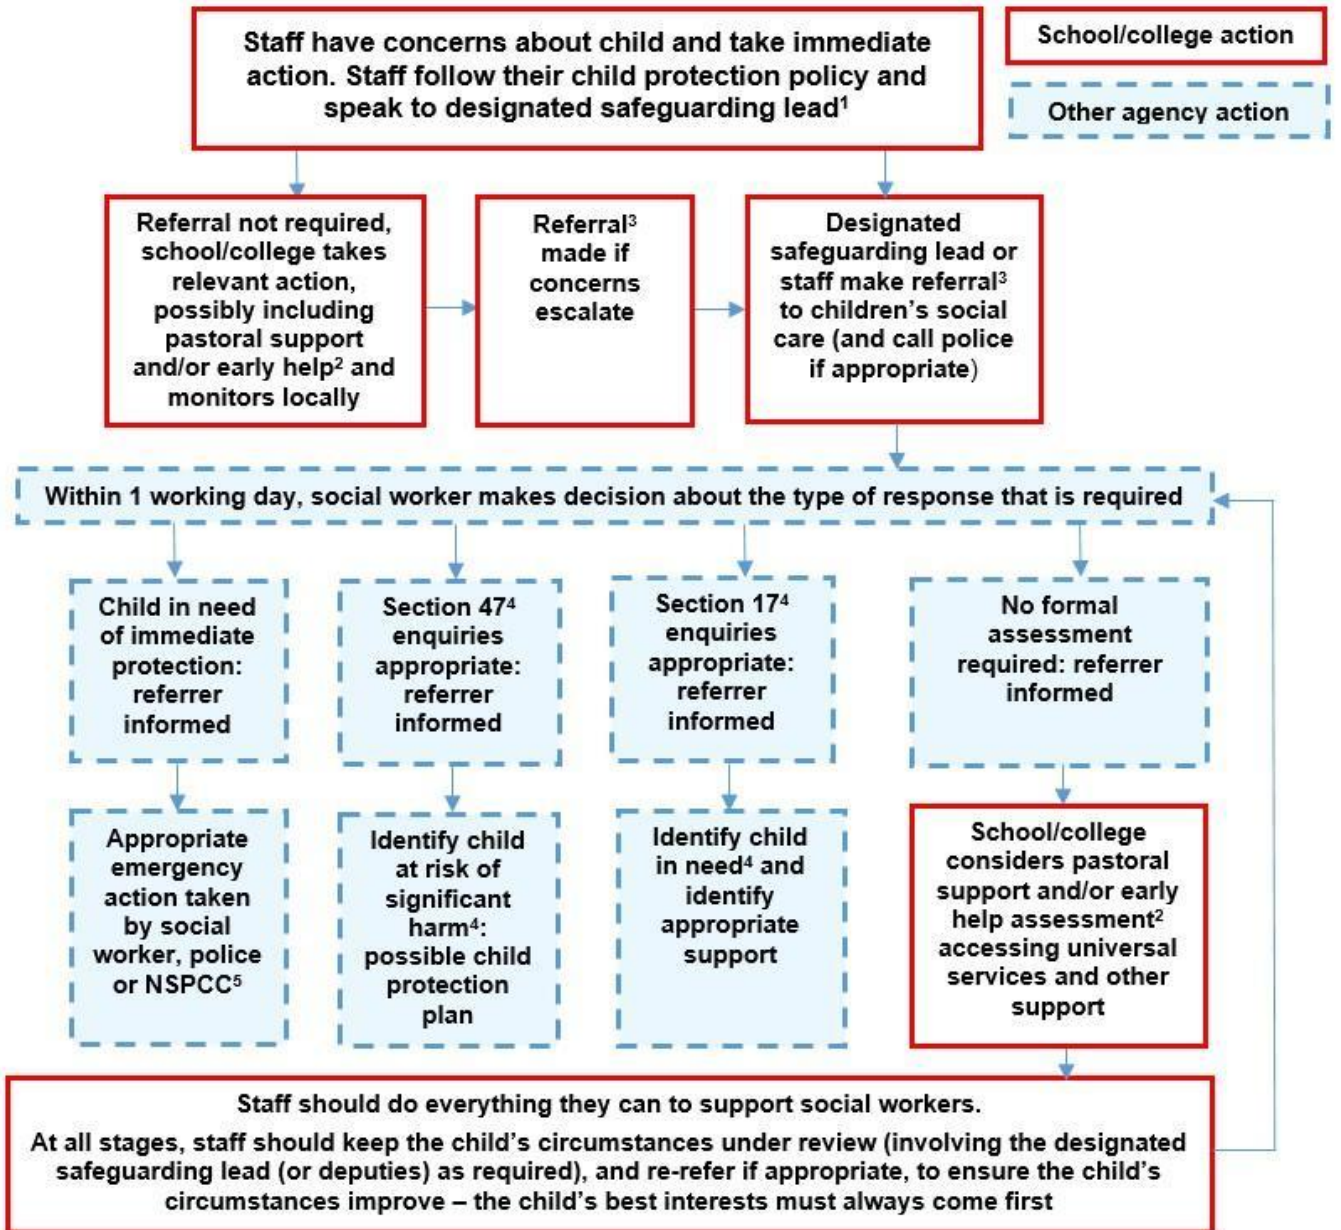 Staff have concerns about child and take immediate
action. Staff follow their child protection policy and
speak to designated safeguarding lead¹
School/college action
Other agency action
Referral not required,
school/college takes
relevant action,
possibly including
pastoral support
and/or early help² and
monitors locally
Referral³
made if
concerns
escalate
Designated
safeguarding lead or
staff make referral³
to children’s social
care (and call police
if appropriate)
Within 1 working day, social worker makes decision about the type of response that is required
Child in need
of immediate
protection:
referrer
informed
Section 47⁴
enquiries
appropriate:
referrer
informed
Section 17⁴
enquiries
appropriate:
referrer
informed
No formal
assessment
required: referrer
informed
Appropriate
emergency
action taken
by social
worker, police
or NSPCC⁵
Identify child
at risk of
significant
harm⁴:
possible child
protection
plan
Identify child
in need⁴ and
identify
appropriate
support
School/college
considers pastoral
support and/or early
help assessment²
accessing universal
services and other
support
Staff should do everything they can to support social workers.
At all stages, staff should keep the child’s circumstances under review (involving the designated
safeguarding lead (or deputies) as required), and re-refer if appropriate, to ensure the child’s
circumstances improve – the child’s best interests must always come first